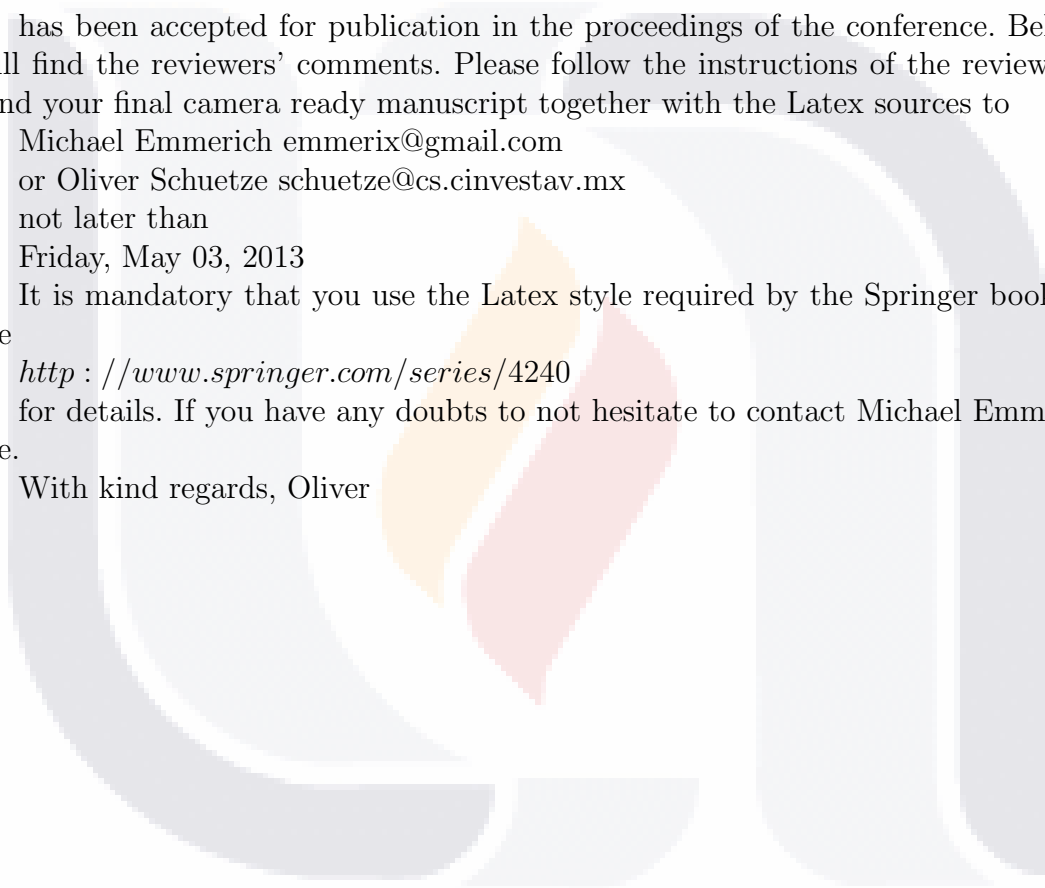 has been accepted for publication in the proceedings of the conference. Bel
ll find the reviewers' comments. Please follow the instructions of the review
nd your final camera ready manuscript together with the Latex sources to
Michael Emmerich emmerix@gmail.com
or Oliver Schuetze schuetze@cs.cinvestav.mx
not later than
Friday, May 03, 2013
It is mandatory that you use the Latex style required by the Springer book
e
http : //www.springer.com/series/4240
for details. If you have any doubts to not hesitate to contact Michael Emm
e.
With kind regards, Oliver